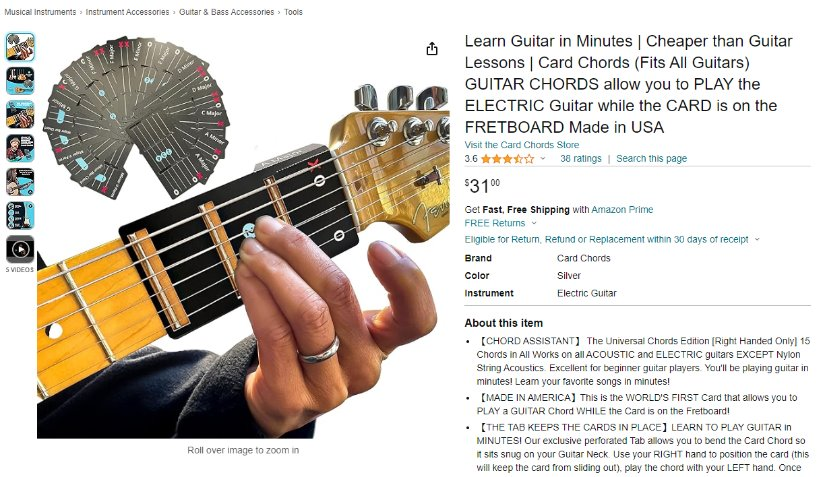 Musical Instruments › Instrument Accessories › Guitar & Bass Accessories › Tools
Learn Guitar in Minutes | Cheaper than Guitar
Lessons | Card Chords (Fits All Guitars)
GUITAR CHORDS allow you to PLAY the
ELECTRIC Guitar while the CARD is on the
FRETBOARD Made in USA
Visit the Card Chords Store
3.6
38 ratings | Search this page
$3100
Get Fast, Free Shipping with Amazon Prime
FREE Returns
Eligible for Return, Refund or Replacement within 30 days of receipt
Brand Card Chords
Color Silver
Instrument Electric Guitar
About this item
• 【CHORD ASSISTANT】 The Universal Chords Edition [Right Handed Only] 15
Chords in All Works on all ACOUSTIC and ELECTRIC guitars EXCEPT Nylon
String Acoustics. Excellent for beginner guitar players. You'll be playing guitar in
minutes! Learn your favorite songs in minutes!
• 【MADE IN AMERICA】This is the WORLD'S FIRST Card that allows you to
PLAY a GUITAR Chord WHILE the Card is on the Fretboard!
• 【THE TAB KEEPS THE CARDS IN PLACE】LEARN TO PLAY GUITAR in
MINUTES! Our exclusive perforated Tab allows you to bend the Card Chord so
it sits snug on your Guitar Neck. Use your RIGHT hand to position the card (this
will keep the card from sliding out), play the chord with your LEFT hand. Once
E Major
D Minor
C Major
A Minor
A Minor
X
O
2
O
5 VIDEOS
Roll over image to zoom in